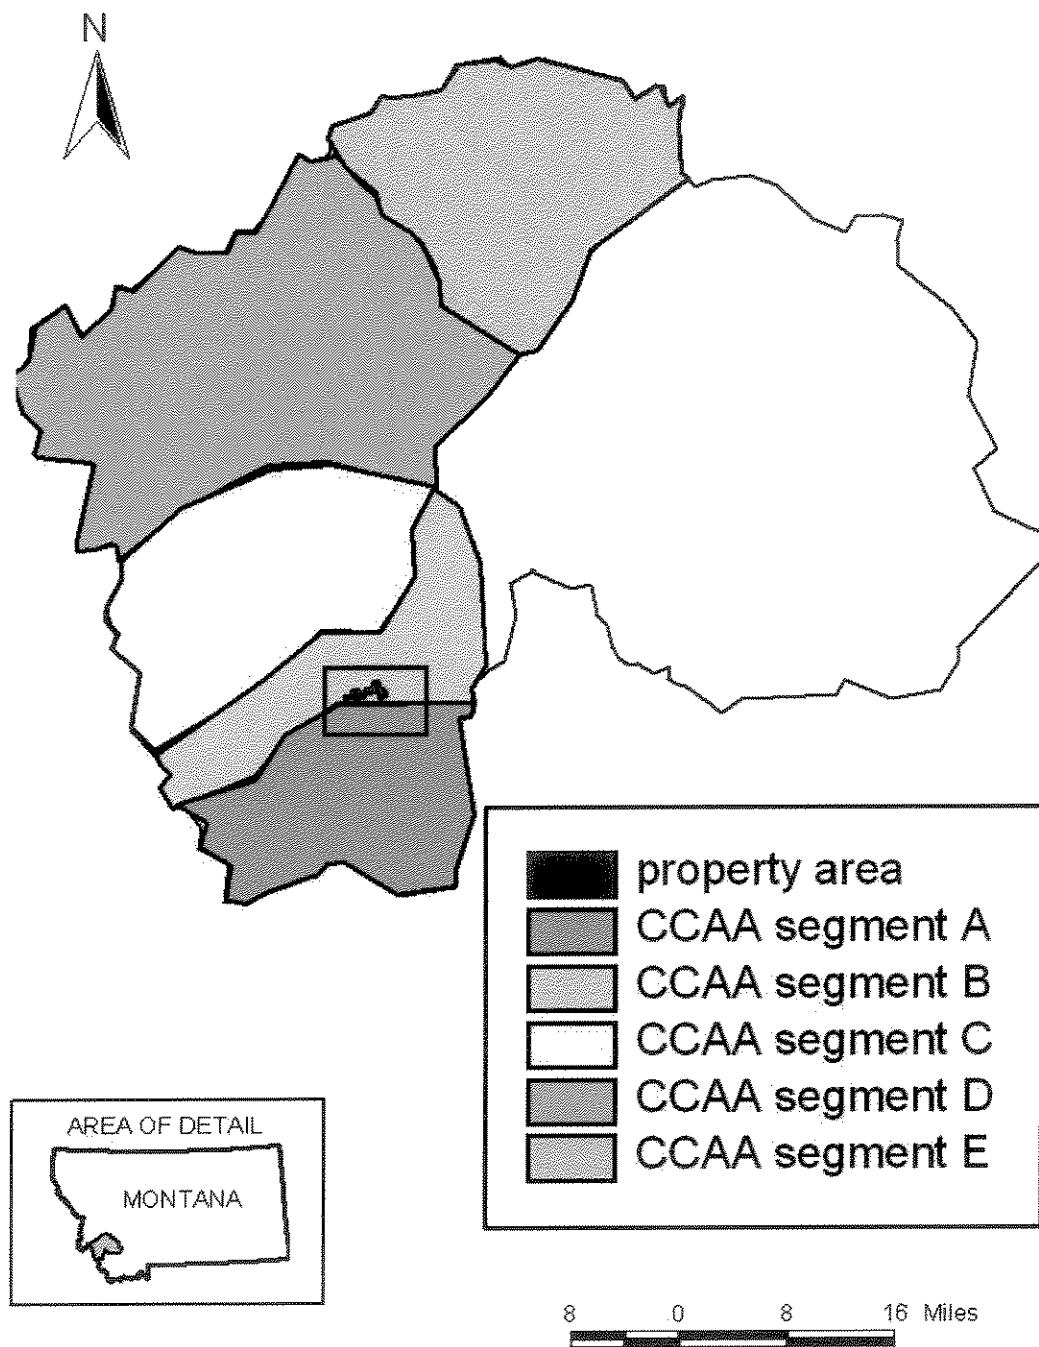 N
property area
CCAA segment A
CCAA segment B
CCAA segment C
CCAA segment D
CCAA segment E
AREA OF DETAIL
MONTANA
8 0 8 16 Miles